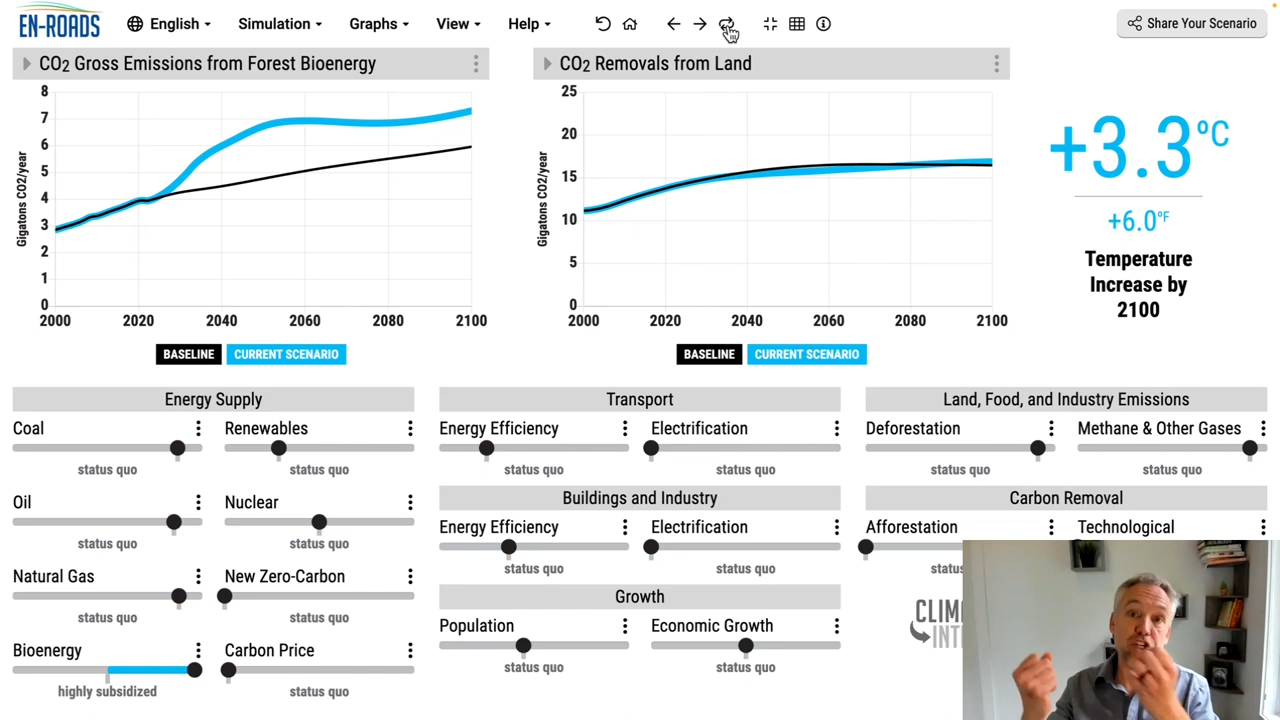 EN-ROADS
English
Simulation
Graphs
View
Help
Share Your Scenario
CO2 Gross Emissions from Forest Bioenergy
Gigatons CO2/year
8
7
6
5
4
3
2
1
0
2000 2020 2040 2060 2080 2100
BASELINE CURRENT SCENARIO
CO2 Removals from Land
Gigatons CO2/year
25
20
15
10
5
0
2000 2020 2040 2060 2080 2100
BASELINE CURRENT SCENARIO
+3.3°C
+6.0°F
Temperature
Increase by
2100
Energy Supply
Coal
status quo
Renewables
status quo
Oil
status quo
Nuclear
status quo
Natural Gas
status quo
New Zero-Carbon
status quo
Bioenergy
highly subsidized
Carbon Price
status quo
Transport
Energy Efficiency
status quo
Electrification
status quo
Buildings and Industry
Energy Efficiency
status quo
Electrification
status quo
Growth
Population
status quo
Economic Growth
status quo
Land, Food, and Industry Emissions
Deforestation
status quo
Methane & Other Gases
status quo
Carbon Removal
Afforestation
Technological
CLIM
INT